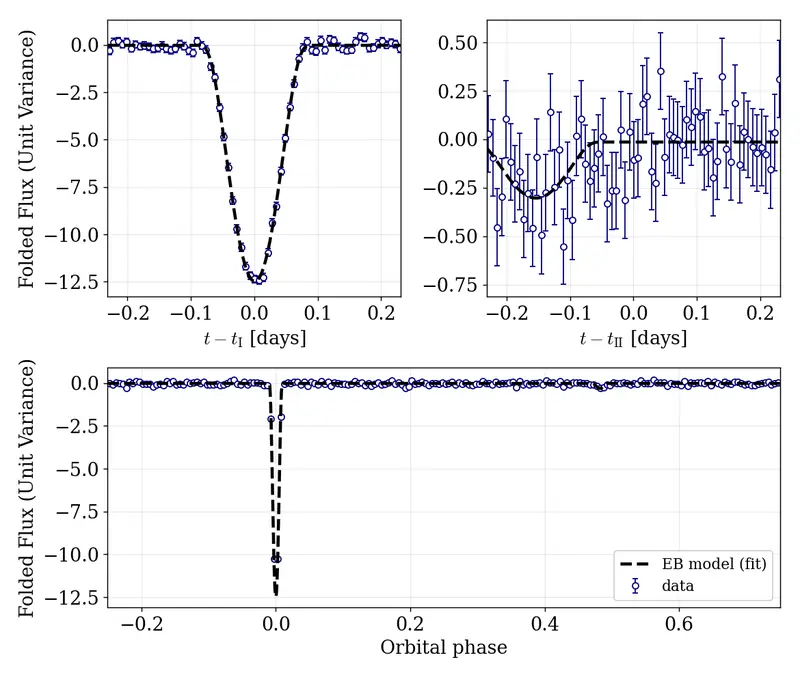 Folded Flux (Unit Variance)
0.0
−2.5
−5.0
−7.5
−10.0
−12.5
−0.2 −0.1 0.0 0.1 0.2
t − tI [days]
0.50
0.25
0.00
−0.25
−0.50
−0.75
−0.2 −0.1 0.0 0.1 0.2
t − tII [days]
Folded Flux (Unit Variance)
0.0
−2.5
−5.0
−7.5
−10.0
−12.5
−0.2 0.0 0.2 0.4 0.6
Orbital phase
EB model (fit)
data